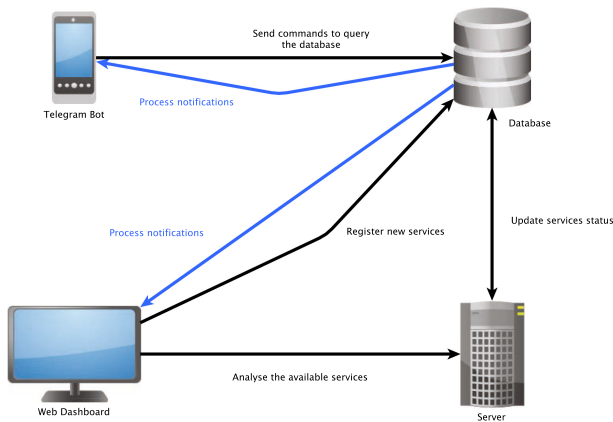 Send commands to query
the database
Process notifications
Telegram Bot
Database
Update services status
Register new services
Process notifications
Analyse the available services
Web Dashboard
Server